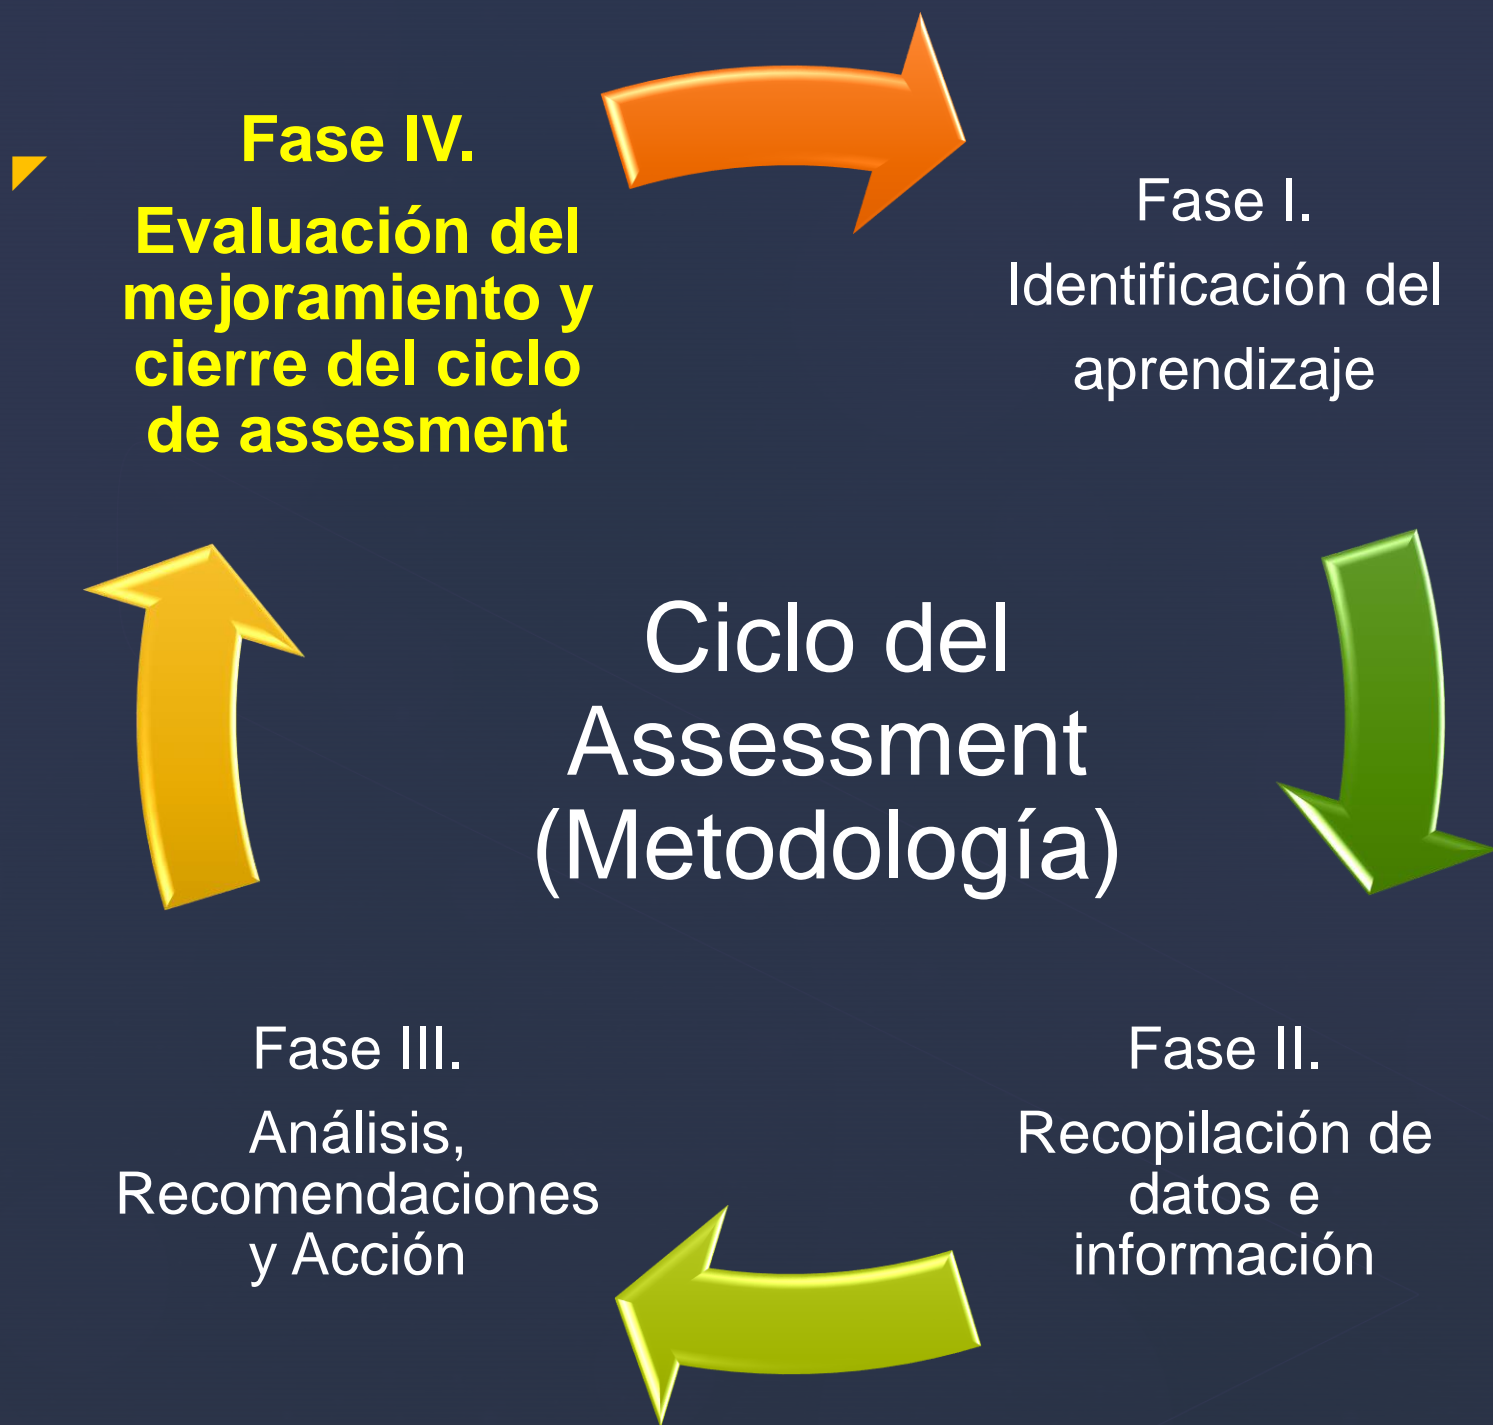 Fase IV.
Evaluación del
mejoramiento y
cierre del ciclo
de assesment
Fase I.
Identificación del
aprendizaje
Ciclo del
Assessment
(Metodología)
Fase III.
Análisis,
Recomendaciones
y Acción
Fase II.
Recopilación de
datos e
información